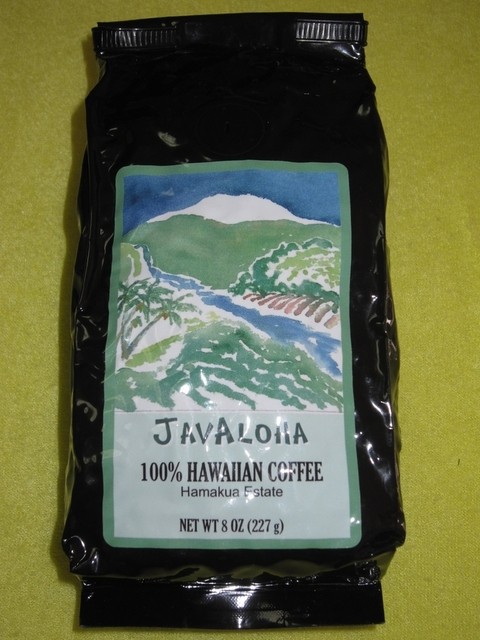 JAVALOHA
100% HAWAIIAN COFFEE
Hamakua Estate
NET WT 8 OZ (227 g)